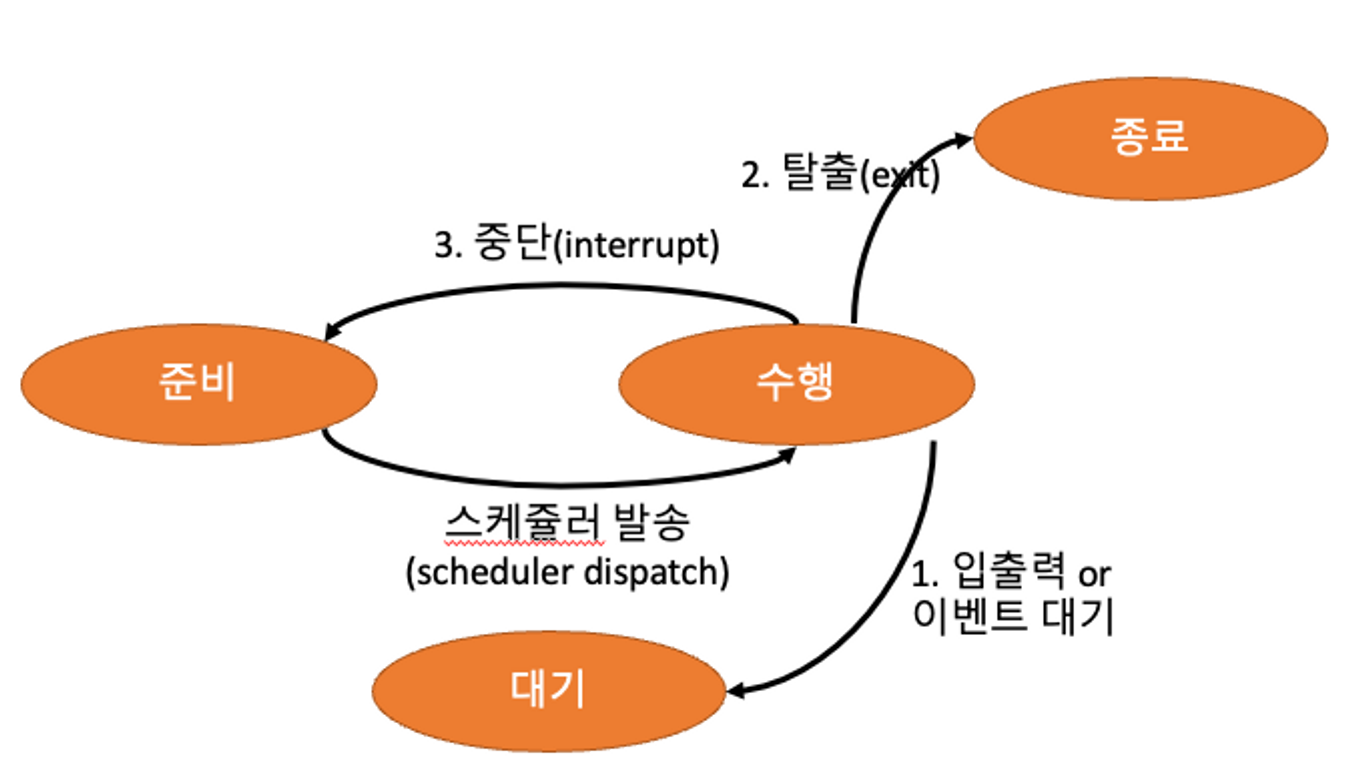 종료
2. 탈출(exit)
3. 중단(interrupt)
준비
수행
스케쥴러 발송
(scheduler dispatch)
1. 입출력 or
이벤트 대기
대기